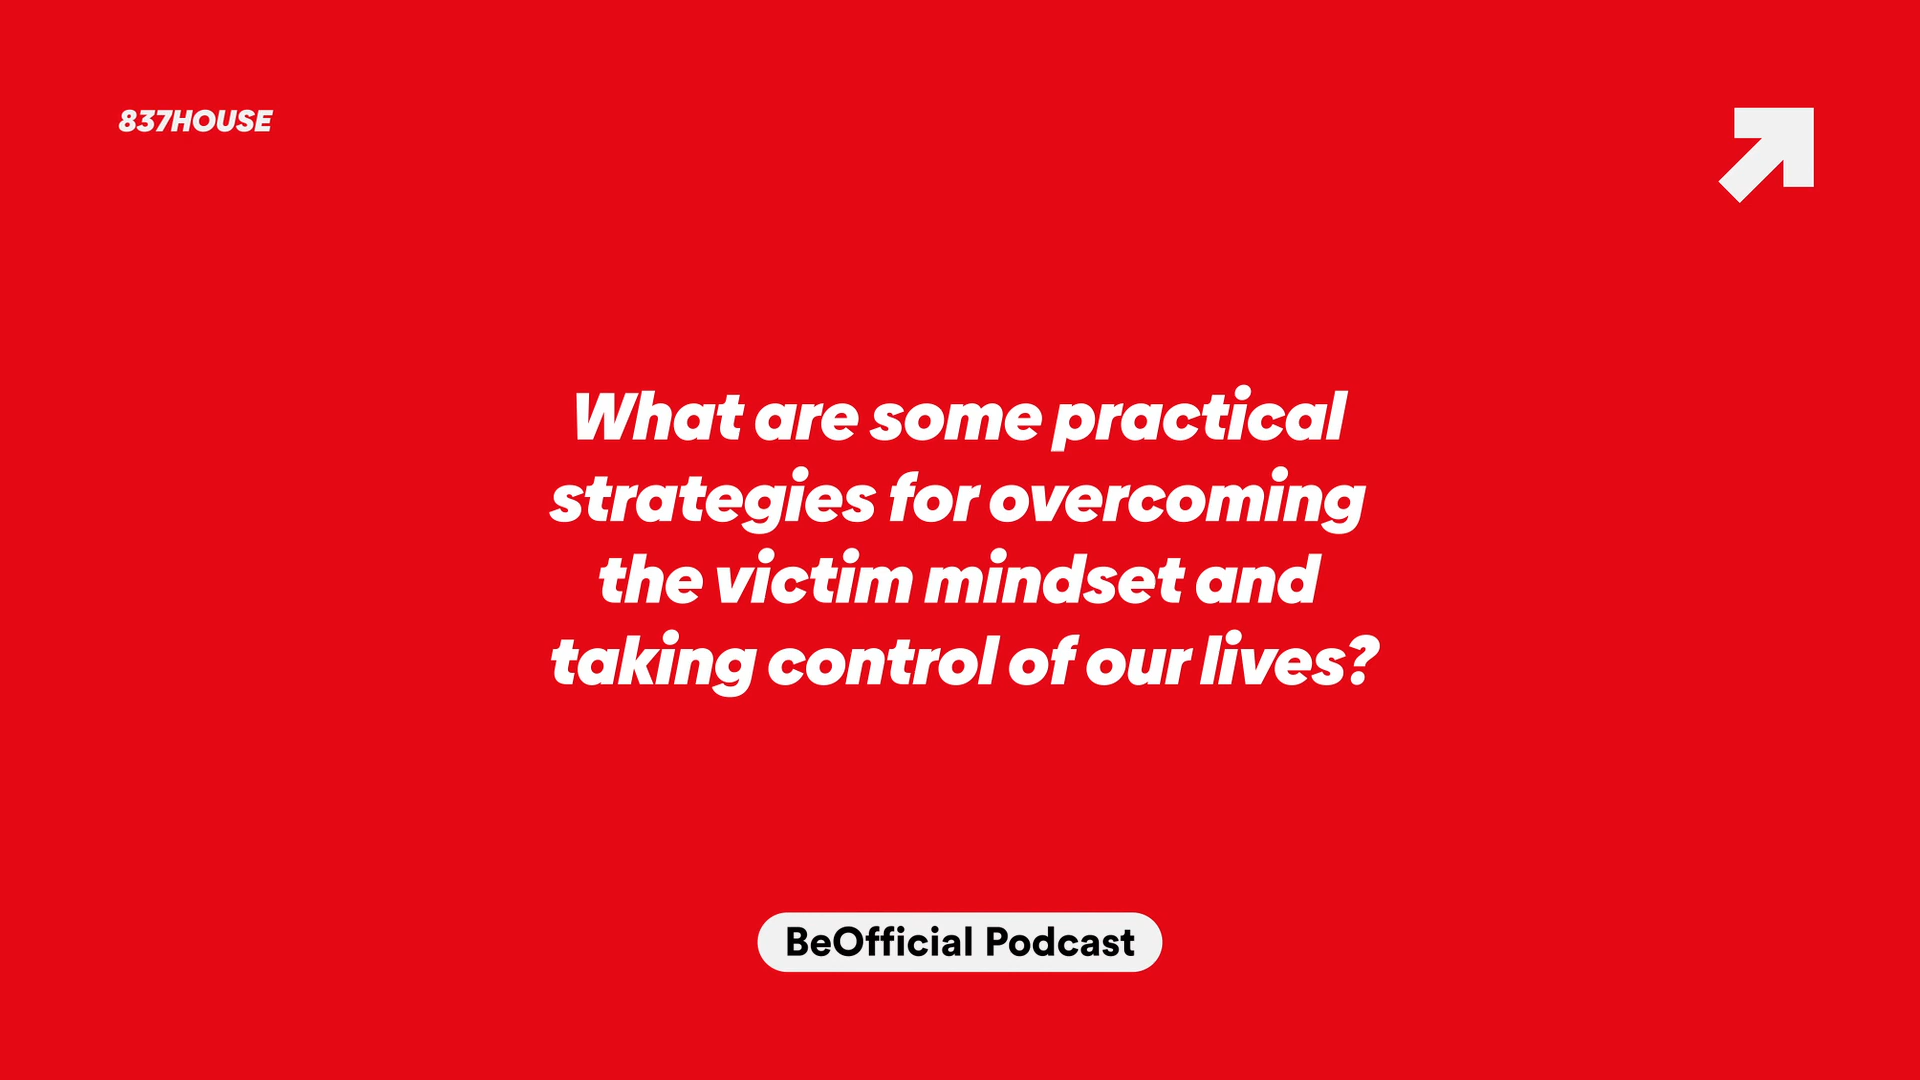 837HOUSE
What are some practical
strategies for overcoming
the victim mindset and
taking control of our lives?
BeOfficial Podcast